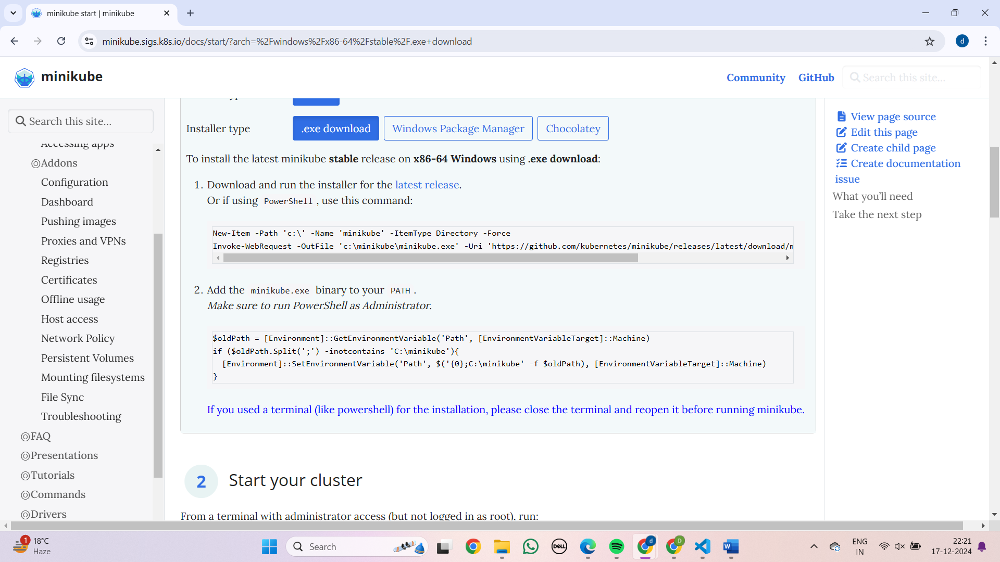 minikube start | minikube
minikube.sigs.k8s.io/docs/start/?arch=%2Fwindows%2Fx86-64%2Fstable%2F.exe+download
d
minikube
Community
GitHub
Search this site...
Search this site...
Accessing apps
Addons
Configuration
Dashboard
Pushing images
Proxies and VPNs
Registries
Certificates
Offline usage
Host access
Network Policy
Persistent Volumes
Mounting filesystems
File Sync
Troubleshooting
FAQ
Presentations
Tutorials
Commands
Drivers
Installer type
.exe download
Windows Package Manager
Chocolatey
To install the latest minikube stable release on x86-64 Windows using .exe download:
1. Download and run the installer for the latest release.
Or if using PowerShell , use this command:
New-Item -Path 'c:\' -Name 'minikube' -ItemType Directory -Force
Invoke-WebRequest -OutFile 'c:\minikube\minikube.exe' -Uri 'https://github.com/kubernetes/minikube/releases/latest/download/m
2. Add the minikube.exe binary to your PATH .
Make sure to run PowerShell as Administrator.
$oldPath = [Environment]::GetEnvironmentVariable('Path', [EnvironmentVariableTarget]::Machine)
if ($oldPath.Split(';') -inotcontains 'C:\minikube'){
[Environment]::SetEnvironmentVariable('Path', $('{0};C:\minikube' -f $oldPath), [EnvironmentVariableTarget]::Machine)
}
If you used a terminal (like powershell) for the installation, please close the terminal and reopen it before running minikube.
2 Start your cluster
From a terminal with administrator access (but not logged in as root), run:
View page source
Edit this page
Create child page
Create documentation
issue
What you'll need
Take the next step
1
18°C
Haze
Search
DELL
d
D
W
ENG
IN
22:21
17-12-2024